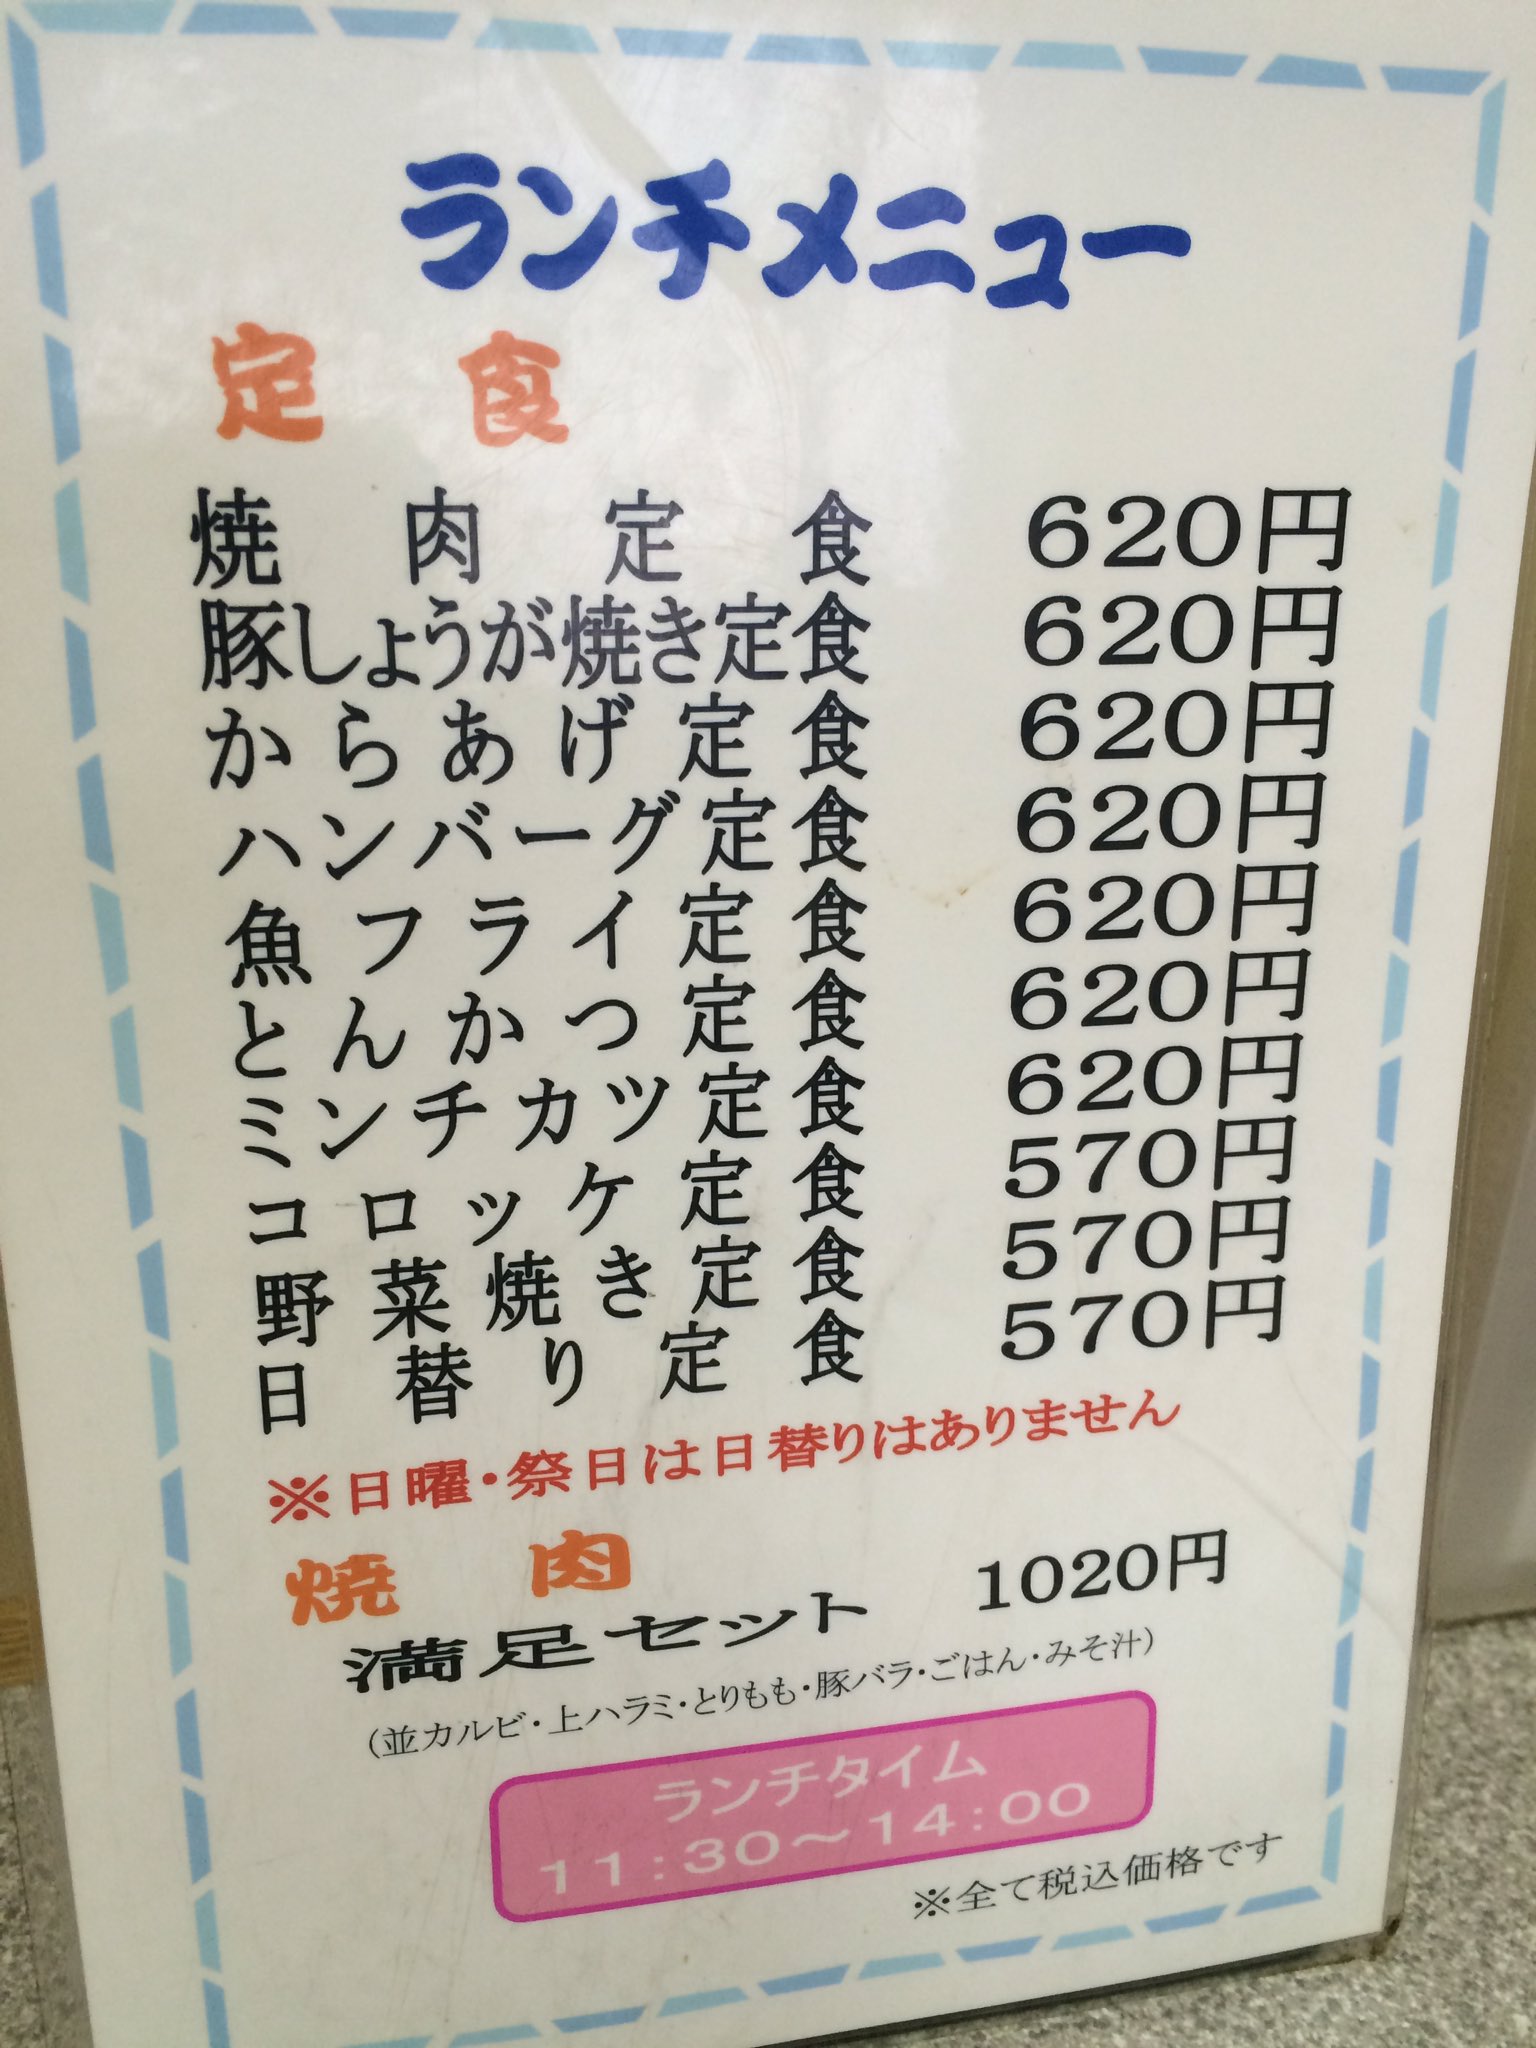 ランチメニュー
定食
焼肉定食 620円
豚しょうが焼き定食 620円
からあげ定食 620円
ハンバーグ定食 620円
魚フライ定食 620円
とんかつ定食 620円
ミンチカツ定食 620円
コロッケ定食 570円
野菜焼き定食 570円
日替り定食 570円
※日曜・祭日は日替りはありません
焼肉
満足セット 1020円
(並カルビ・上ハラミ・とりもも・豚バラ・ごはん・みそ汁)
ランチタイム
11:30~14:00
※全て税込価格です